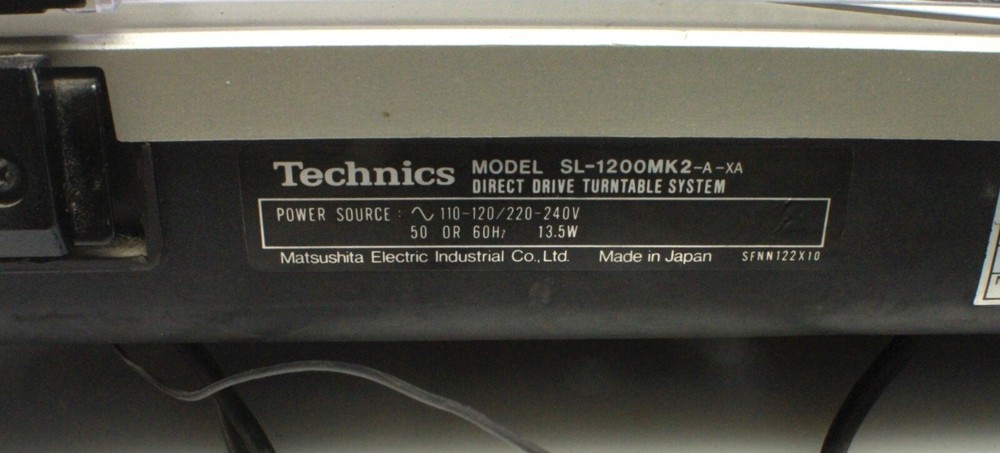 Technics MODEL SL-1200MK2-A-XA
DIRECT DRIVE TURNTABLE SYSTEM
POWER SOURCE: ∿ 110-120/220-240V
50 OR 60Hz 13.5W
Matsushita Electric Industrial Co., Ltd. Made in Japan SFNN122X10